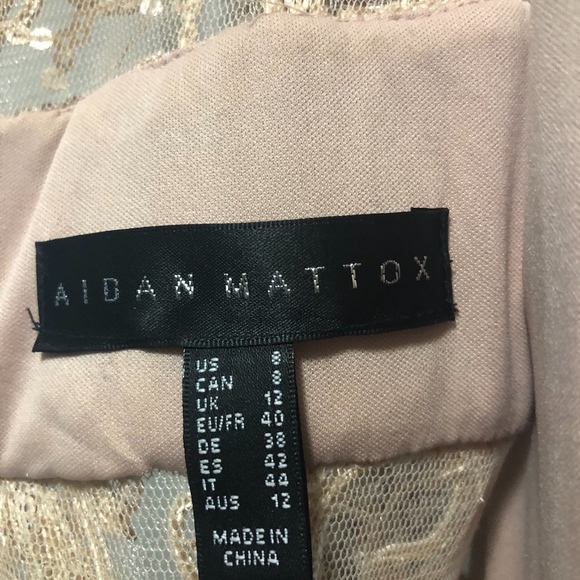 AIDAN MATTOX
US 8
CAN 8
UK 12
EU/FR 40
DE 38
ES 42
IT 44
AUS 12
MADE IN
CHINA